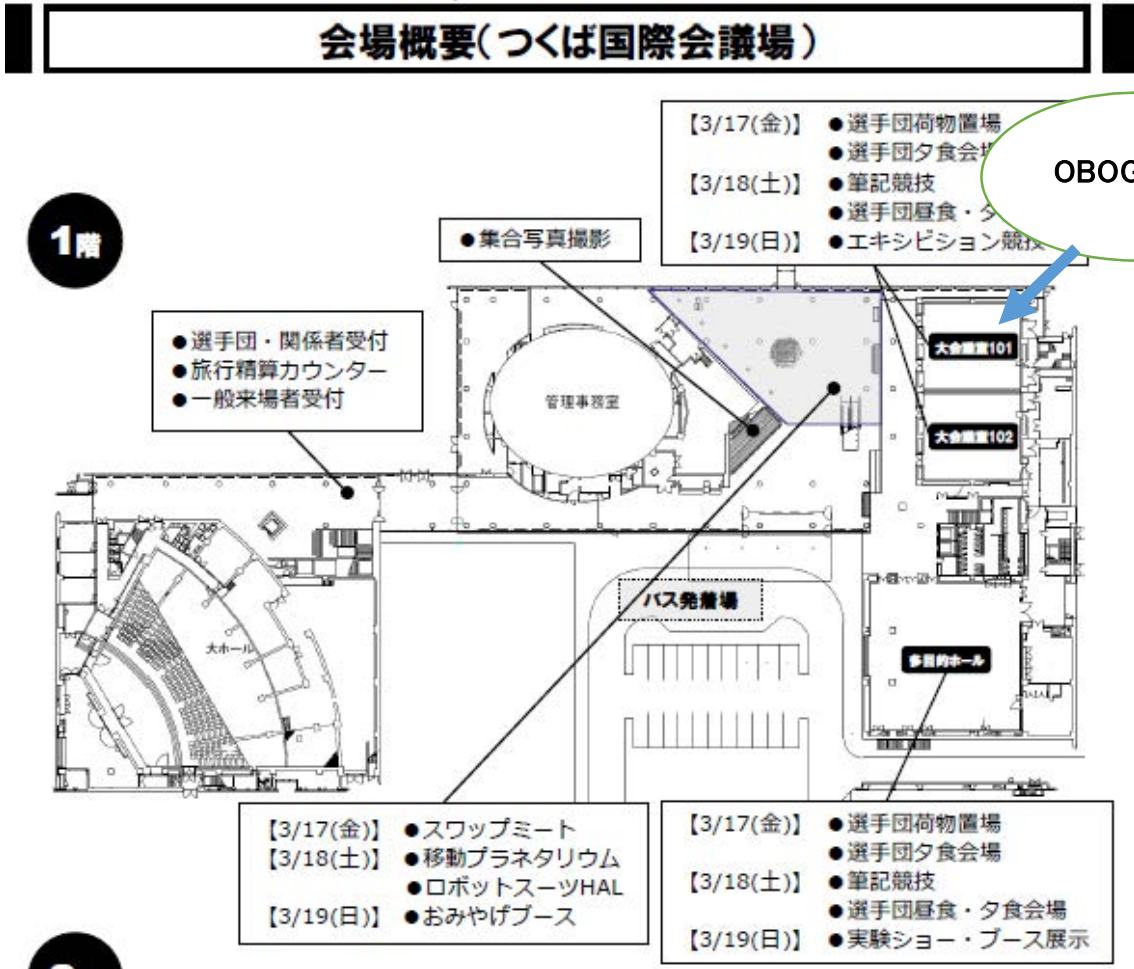 会場概要(つくば国際会議場)
【3/17(金)】 ●選手団荷物置場
●選手団夕食会場
【3/18(土)】 ●筆記競技
●選手団昼食・夕
【3/19(日)】 ●エキシビション競技
OBOG
1階
●集合写真撮影
●選手団・関係者受付
●旅行精算カウンター
●一般来場者受付
管理事務室
大会議室101
大会議室102
バス発着場
大ホール
多目的ホール
【3/17(金)】 ●スワップミート
【3/18(土)】 ●移動プラネタリウム
●ロボットスーツHAL
【3/19(日)】 ●おみやげブース
【3/17(金)】 ●選手団荷物置場
●選手団夕食会場
【3/18(土)】 ●筆記競技
●選手団昼食・夕食会場
【3/19(日)】 ●実験ショー・ブース展示